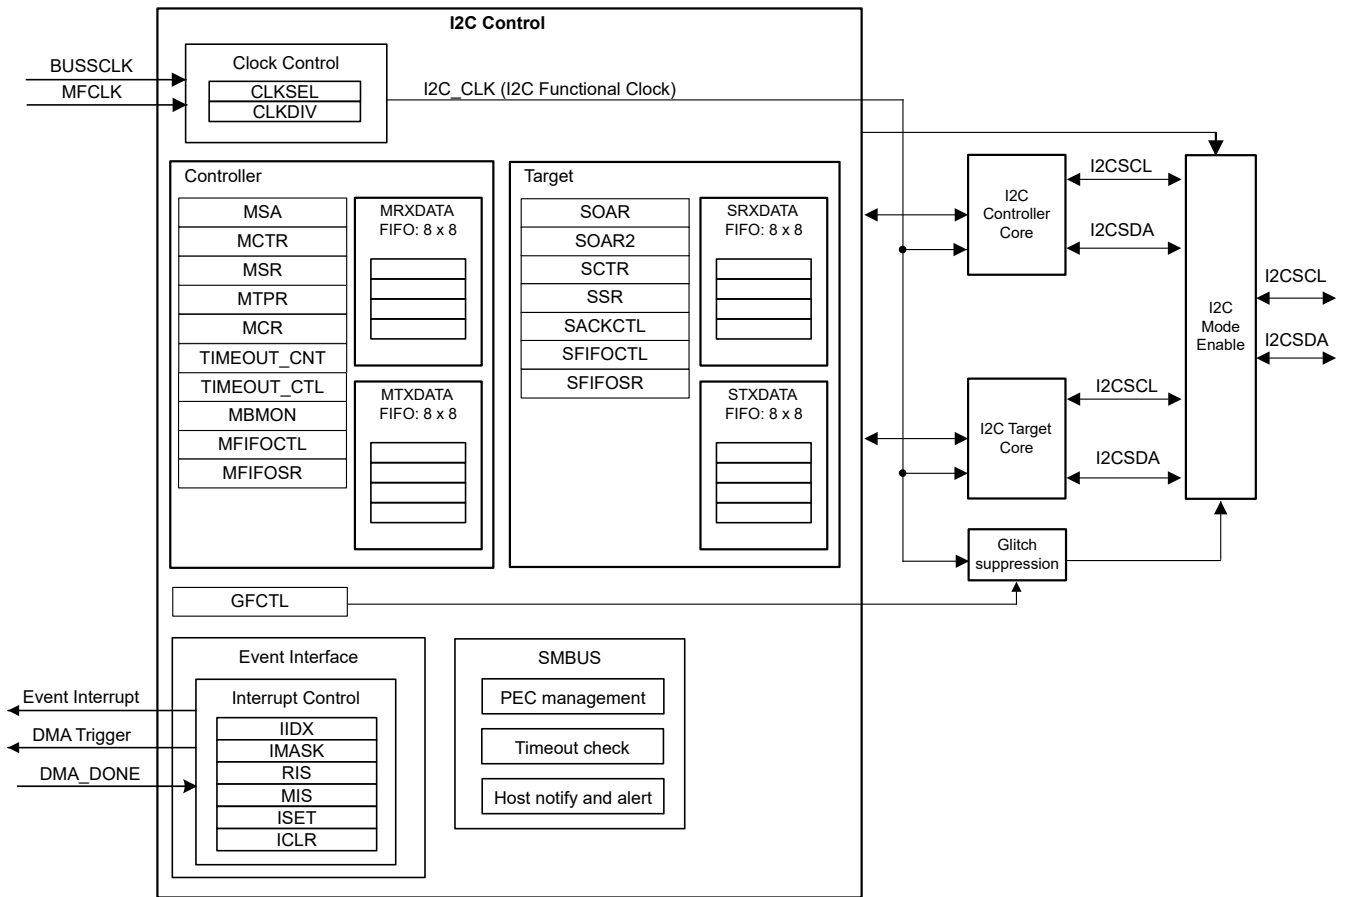 I2C Control
BUSSCLK
MFCLK
Clock Control
CLKSEL
CLKDIV
I2C_CLK (I2C Functional Clock)
Controller
MSA
MCTR
MSR
MTPR
MCR
TIMEOUT_CNT
TIMEOUT_CTL
MBMON
MFIFOCTL
MFIFOSR
MRXDATA
FIFO: 8 x 8
MTXDATA
FIFO: 8 x 8
Target
SOAR
SOAR2
SCTR
SSR
SACKCTL
SFIFOCTL
SFIFOSR
SRXDATA
FIFO: 8 x 8
STXDATA
FIFO: 8 x 8
I2C
Controller
Core
I2CSCL
I2CSDA
I2C Target
Core
I2CSCL
I2CSDA
I2C
Mode
Enable
I2CSCL
I2CSDA
Glitch
suppression
GFCTL
Event Interface
Interrupt Control
IIDX
IMASK
RIS
MIS
ISET
ICLR
Event Interrupt
DMA Trigger
DMA_DONE
SMBUS
PEC management
Timeout check
Host notify and alert